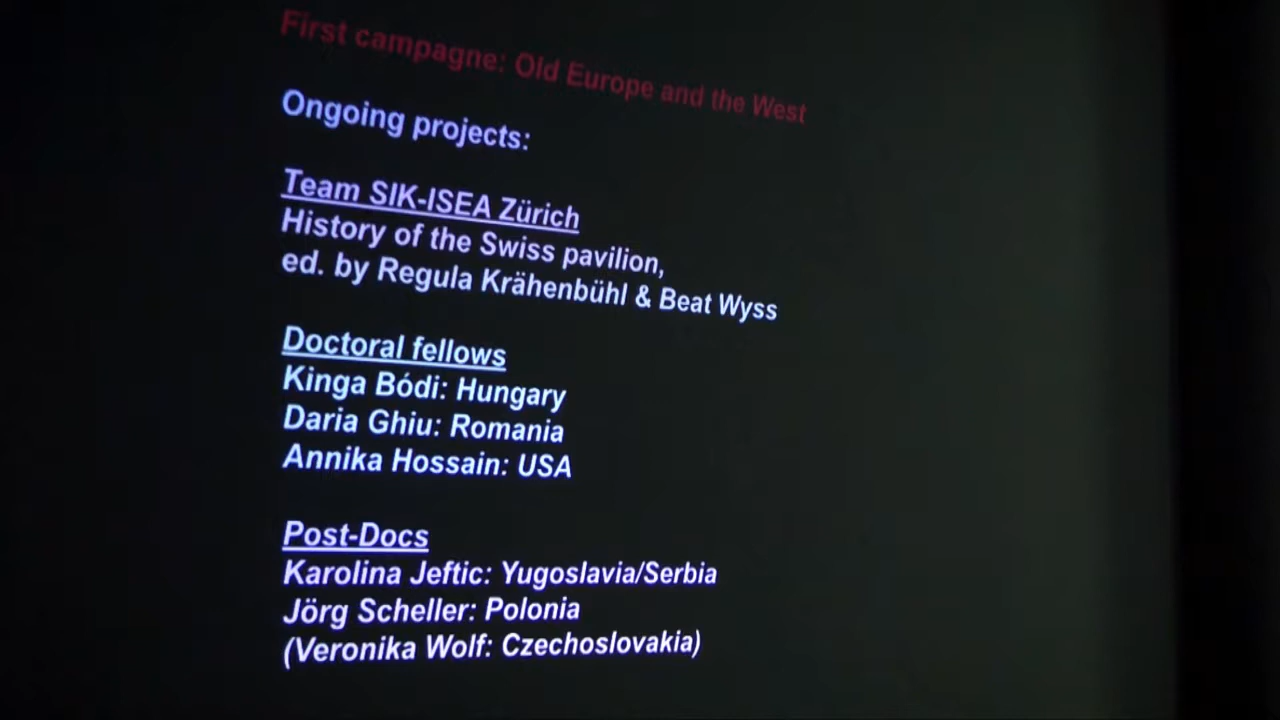 First campagne: Old Europe and the West
Ongoing projects:
Team SIK-ISEA Zürich
History of the Swiss pavilion,
ed. by Regula Krähenbühl & Beat Wyss
Doctoral fellows
Kinga Bódi: Hungary
Daria Ghiu: Romania
Annika Hossain: USA
Post-Docs
Karolina Jeftic: Yugoslavia/Serbia
Jörg Scheller: Polonia
(Veronika Wolf: Czechoslovakia)